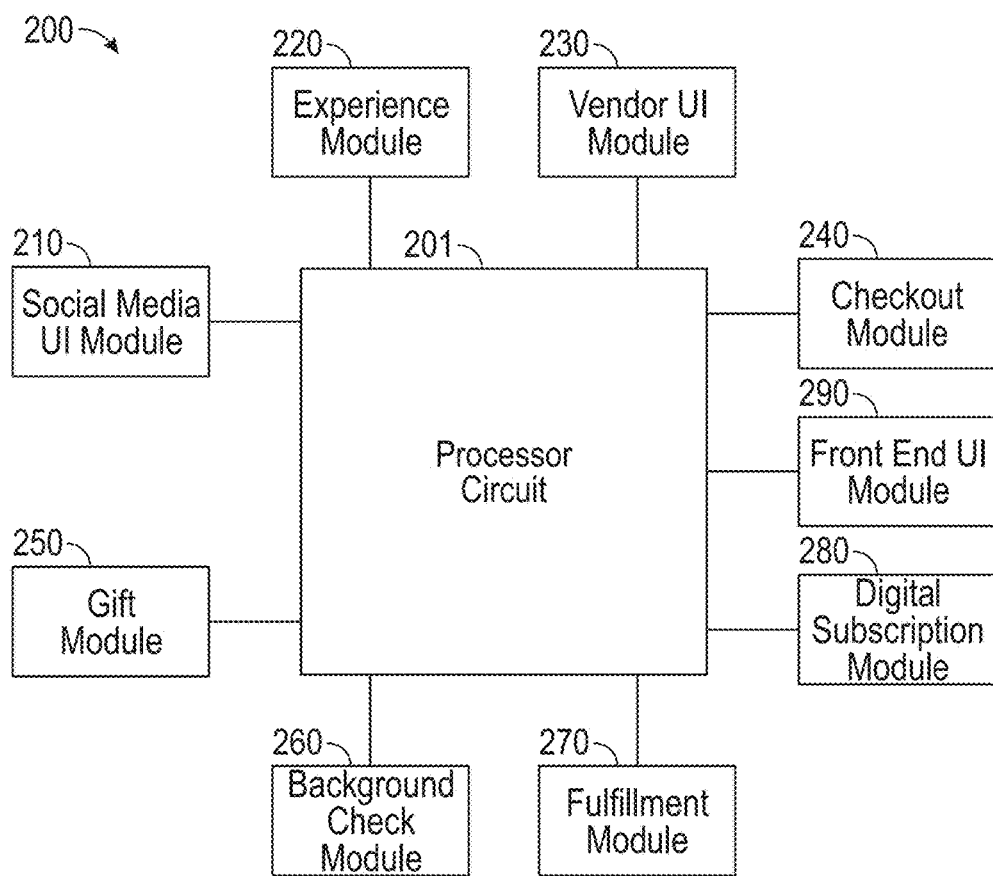 200
220
Experience
Module
230
Vendor UI
Module
210
Social Media
UI Module
201
Processor
Circuit
240
Checkout
Module
290
Front End UI
Module
250
Gift
Module
280
Digital
Subscription
Module
260
Background
Check
Module
270
Fulfillment
Module